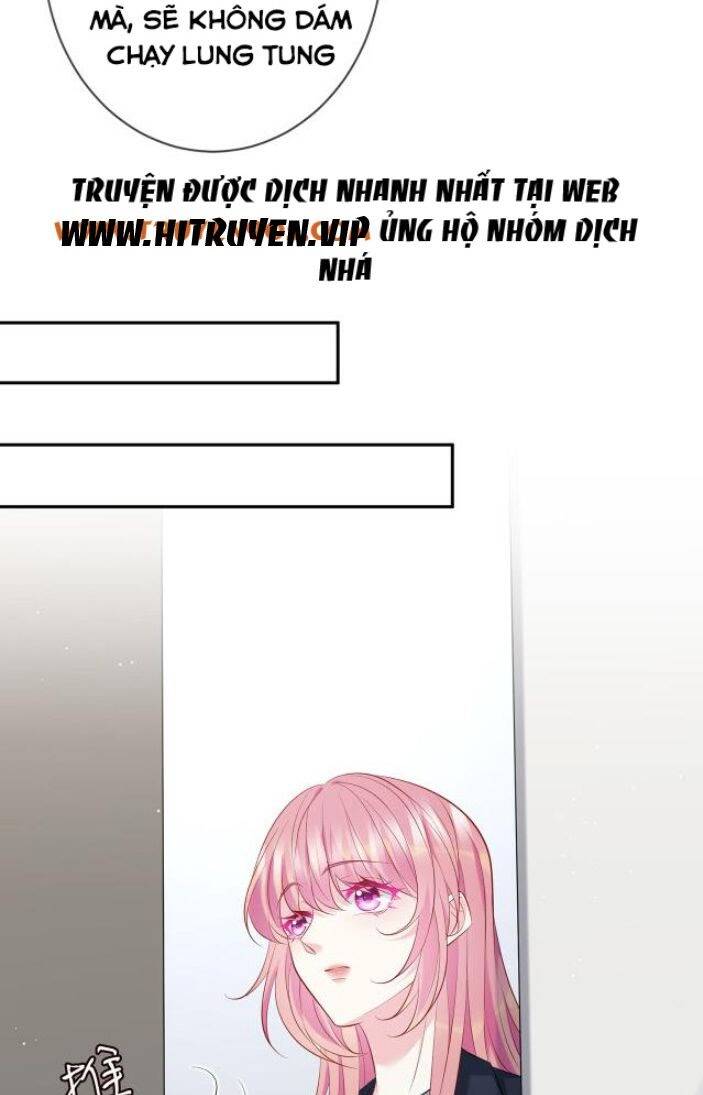 MÀ, SẼ KHÔNG DÁM
CHẠY LUNG TUNG
TRUYỆN ĐƯỢC DỊCH NHANH NHẤT TẠI WEB
WWW.HITRUYEN.VIP ỦNG HỘ NHÓM DỊCH
NHÁ
推